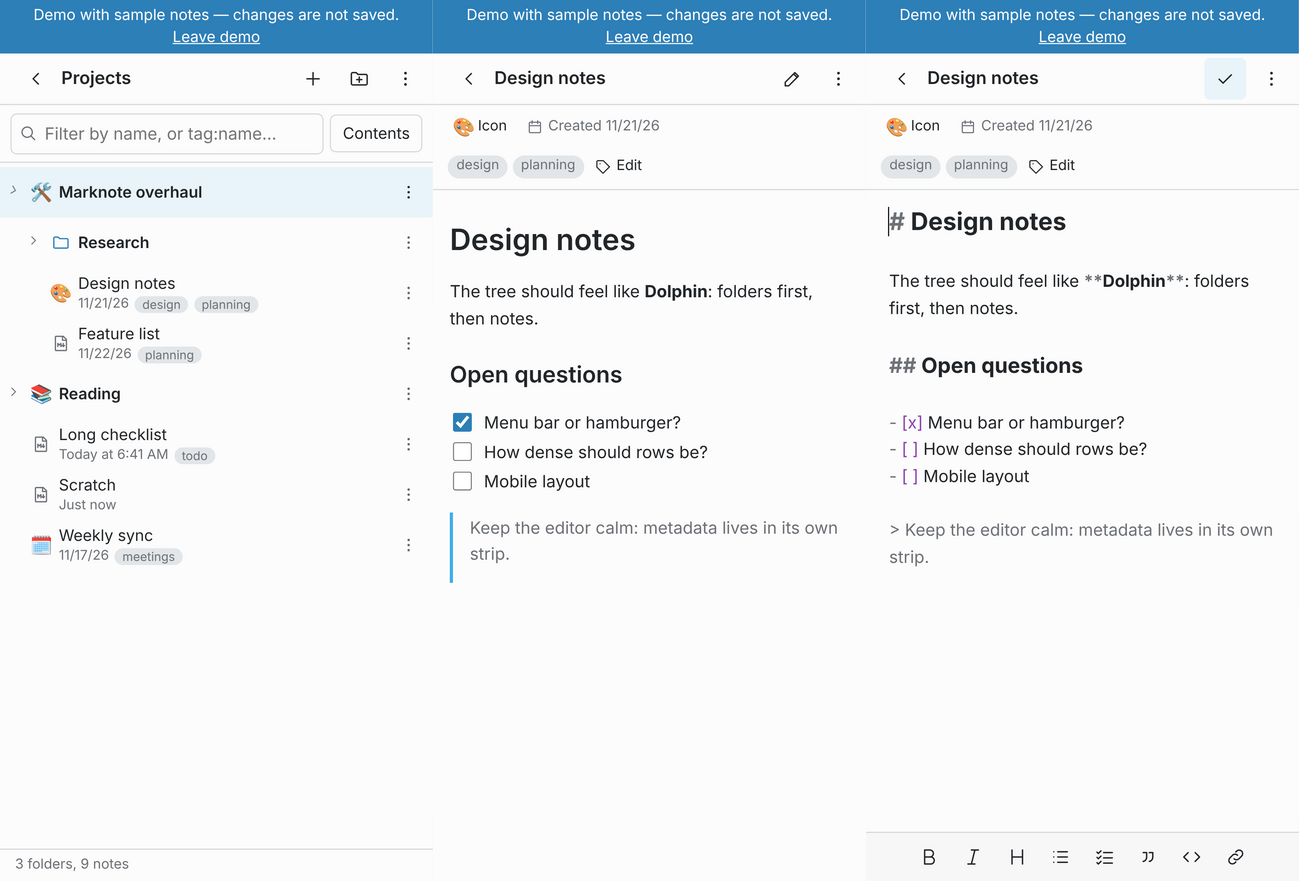 Demo with sample notes — changes are not saved.
Leave demo
Projects
Filter by name, or tag:name...
Contents
Marknote overhaul
Research
Design notes
11/21/26 design planning
Feature list
11/22/26 planning
Reading
Long checklist
Today at 6:41 AM todo
Scratch
Just now
Weekly sync
11/17/26 meetings
3 folders, 9 notes
Demo with sample notes — changes are not saved.
Leave demo
Design notes
Icon Created 11/21/26
design planning Edit
Design notes
The tree should feel like Dolphin: folders first,
then notes.
Open questions
Menu bar or hamburger?
How dense should rows be?
Mobile layout
Keep the editor calm: metadata lives in its own
strip.
Demo with sample notes — changes are not saved.
Leave demo
Design notes
Icon Created 11/21/26
design planning Edit
# Design notes
The tree should feel like **Dolphin**: folders
first, then notes.
## Open questions
- [x] Menu bar or hamburger?
- [ ] How dense should rows be?
- [ ] Mobile layout
> Keep the editor calm: metadata lives in its own
strip.
B I H